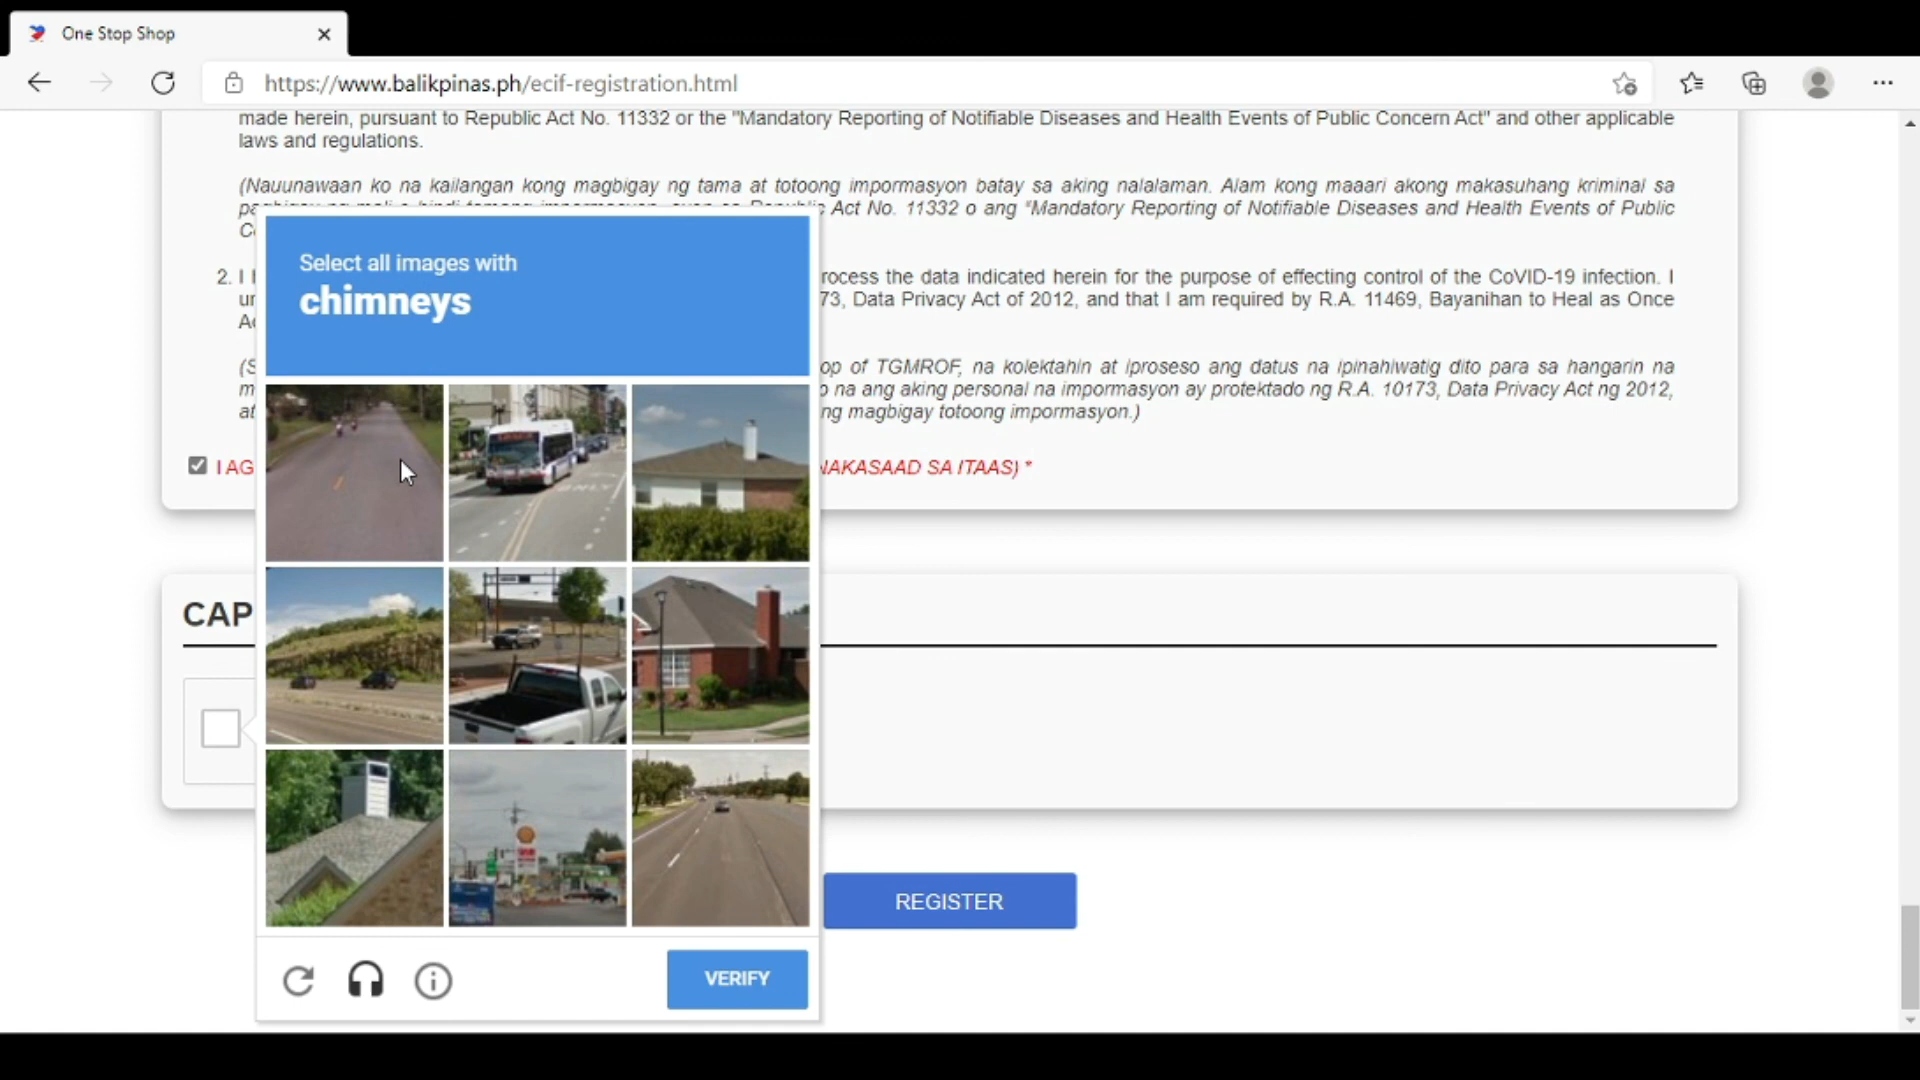 One Stop Shop
https://www.balikpinas.ph/ecif-registration.html
made herein, pursuant to Republic Act No. 11332 or the "Mandatory Reporting of Notifiable Diseases and Health Events of Public Concern Act" and other applicable
laws and regulations.
(Nauunawaan ko na kailangan kong magbigay ng tama at totoong impormasyon batay sa aking nalalaman. Alam kong maaari akong makasuhang kriminal sa
Act No. 11332 o ang "Mandatory Reporting of Notifiable Diseases and Health Events of Public
2. I
rocess the data indicated herein for the purpose of effecting control of the CoVID-19 infection. I
73, Data Privacy Act of 2012, and that I am required by R.A. 11469, Bayanihan to Heal as Once
op of TGMROF, na kolektahin at iproseso ang datus na ipinahiwatig dito para sa hangarin na
na ang aking personal na impormasyon ay protektado ng R.A. 10173, Data Privacy Act ng 2012,
at
ng magbigay totoong impormasyon.)
I AG
NAKASAAD SA ITAAS) *
Select all images with
chimneys
CAP
REGISTER
VERIFY